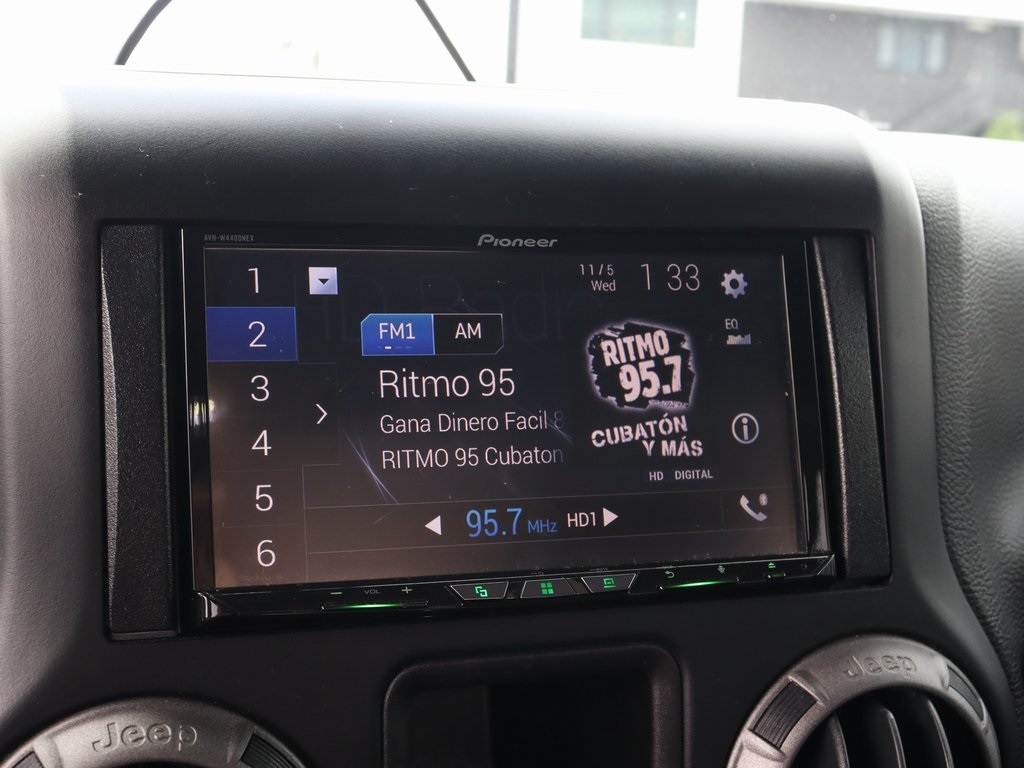 AVH-W4400NEX
Pioneer
1
2
3
4
5
6
11/5
Wed
1 33
FM1
AM
EQ
Ritmo 95
Gana Dinero Facil 8
RITMO 95 Cubaton
RITMO
95.7
CUBATÓN
Y MÁS
HD DIGITAL
95.7 MHz HD1
− VOL +
Jeep
Jeep